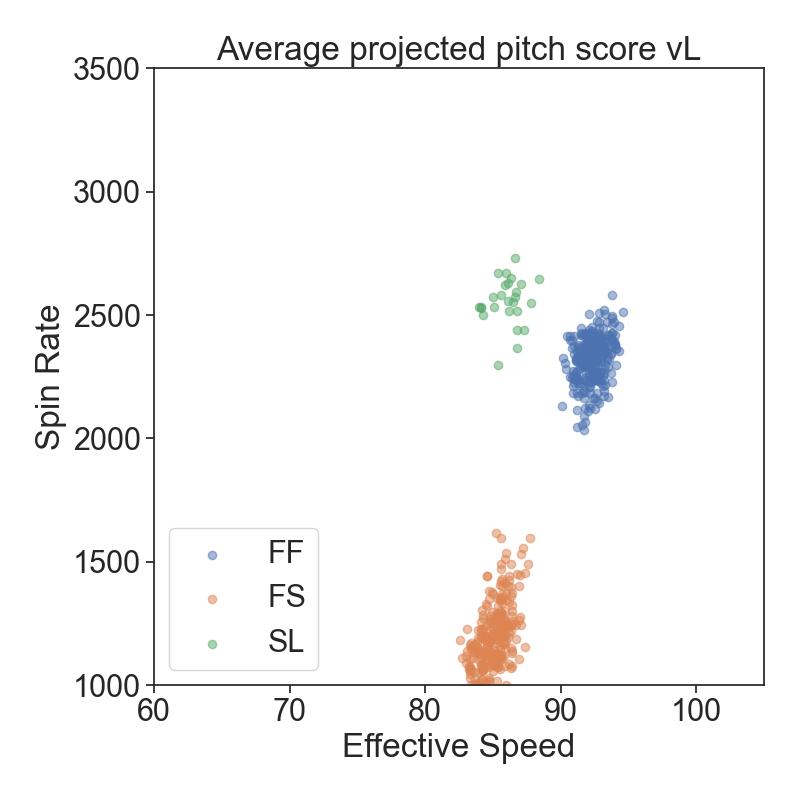 Average projected pitch score vL
3500
3000
2500
2000
1500
1000
Spin Rate
FF
FS
SL
60 70 80 90 100
Effective Speed